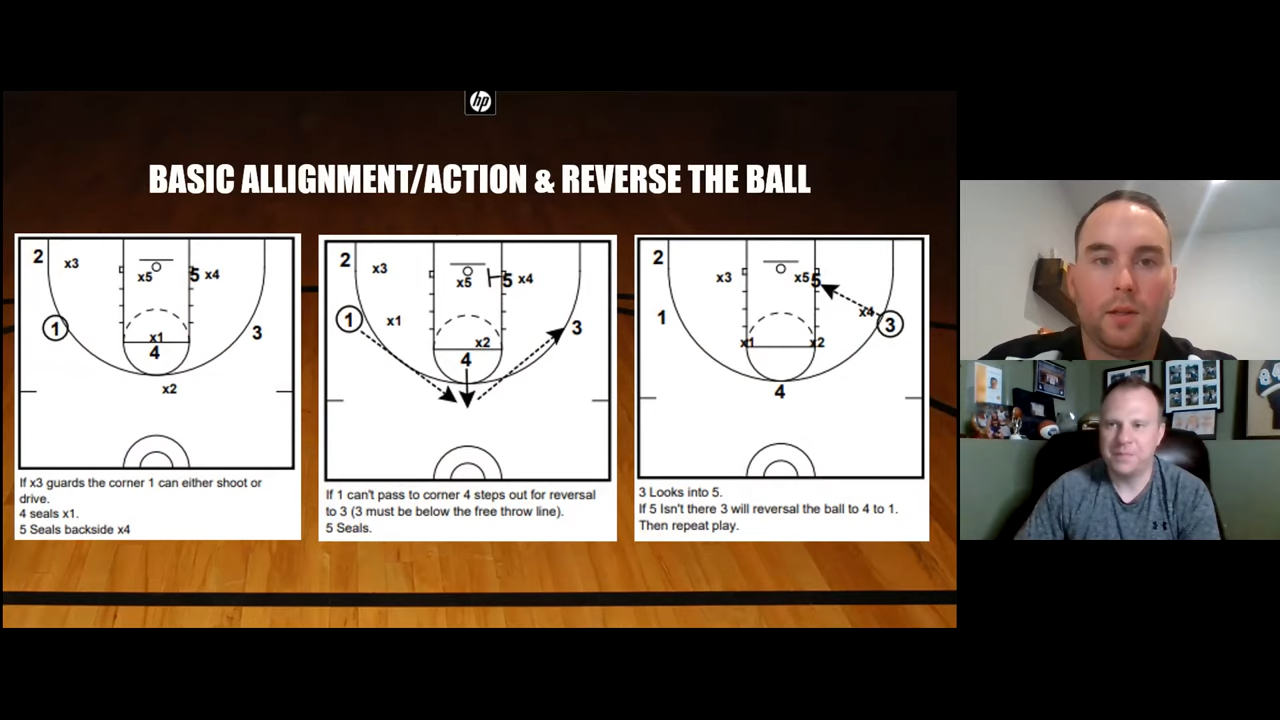 hp
BASIC ALLIGNMENT/ACTION & REVERSE THE BALL
2
x3
x5
5 x4
1
3
x1
4
x2
If x3 guards the corner 1 can either shoot or
drive.
4 seals x1.
5 Seals backside x4
2
x3
x5
5 x4
1
x1
3
x2
4
If 1 can't pass to corner 4 steps out for reversal
to 3 (3 must be below the free throw line).
5 Seals.
2
x3
x5
5
1
x4
3
x1
x2
4
3 Looks into 5.
If 5 Isn't there 3 will reversal the ball to 4 to 1.
Then repeat play.